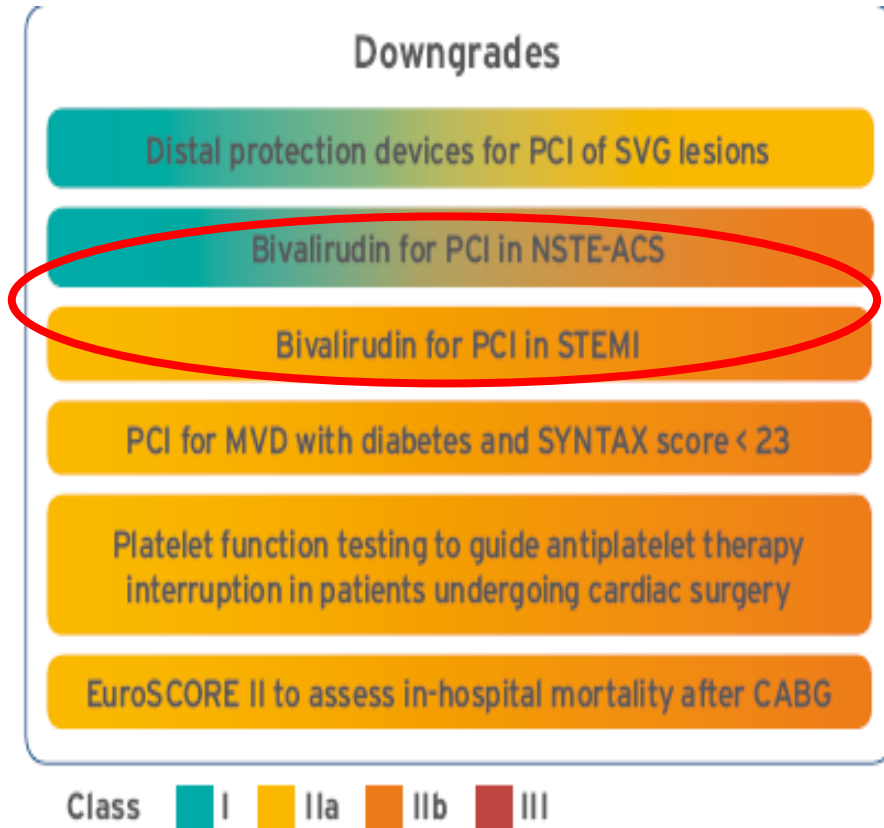 Downgrades
Distal protection devices for PCI of SVG lesions
Bivalirudin for PCI in NSTE-ACS
Bivalirudin for PCI in STEMI
PCI for MVD with diabetes and SYNTAX score < 23
Platelet function testing to guide antiplatelet therapy
interruption in patients undergoing cardiac surgery
EuroSCORE II to assess in-hospital mortality after CABG
Class I IIa IIb III